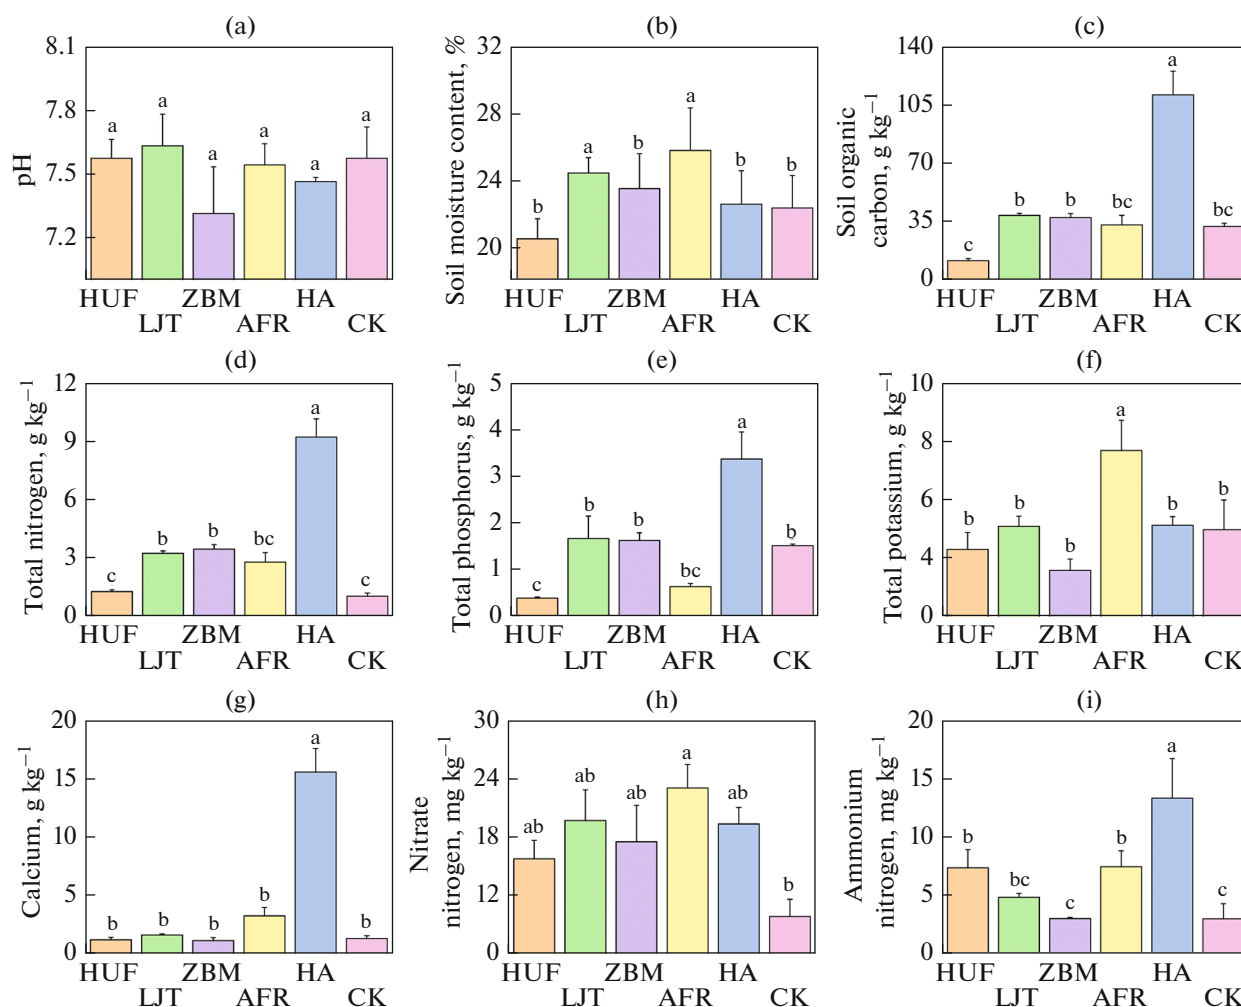 (a)
pH
8.1
7.8
7.5
7.2
a
a
a
a
a
a
HUF ZBM HA
LJT AFR CK
(b)
Soil moisture content, %
32
28
24
20
b
a
b
a
b
b
HUF ZBM HA
LJT AFR CK
(c)
Soil organic
carbon, g kg−1
140
105
70
35
0
c
b
b
bc
a
bc
HUF ZBM HA
LJT AFR CK
(d)
Total nitrogen, g kg−1
12
9
6
3
0
c
b
b
bc
a
c
HUF ZBM HA
LJT AFR CK
(e)
Total phosphorus, g kg−1
5
4
3
2
1
0
c
b
b
bc
a
b
HUF ZBM HA
LJT AFR CK
(f)
Total potassium, g kg−1
10
8
6
4
0
b
b
b
a
b
b
HUF ZBM HA
LJT AFR CK
(g)
Calcium, g kg−1
20
15
10
5
0
b
b
b
b
a
b
HUF ZBM HA
LJT AFR CK
(h)
Nitrate
nitrogen, mg kg−1
30
24
18
12
0
ab
ab
ab
a
ab
b
HUF ZBM HA
LJT AFR CK
(i)
Ammonium
nitrogen, mg kg−1
20
15
10
5
0
b
bc
c
b
a
c
HUF ZBM HA
LJT AFR CK